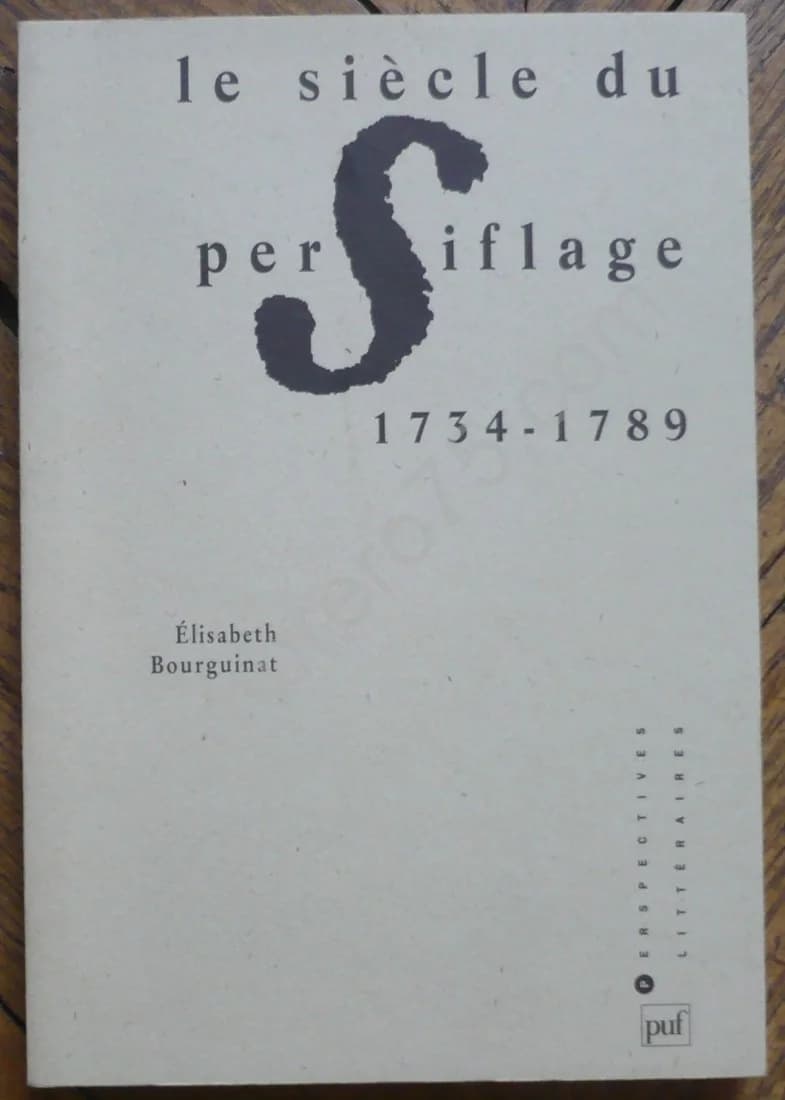 le siècle du
perSiflage
1734-1789
Élisabeth
Bourguinat
PERSPECTIVES
LITTÉRAIRES
puf